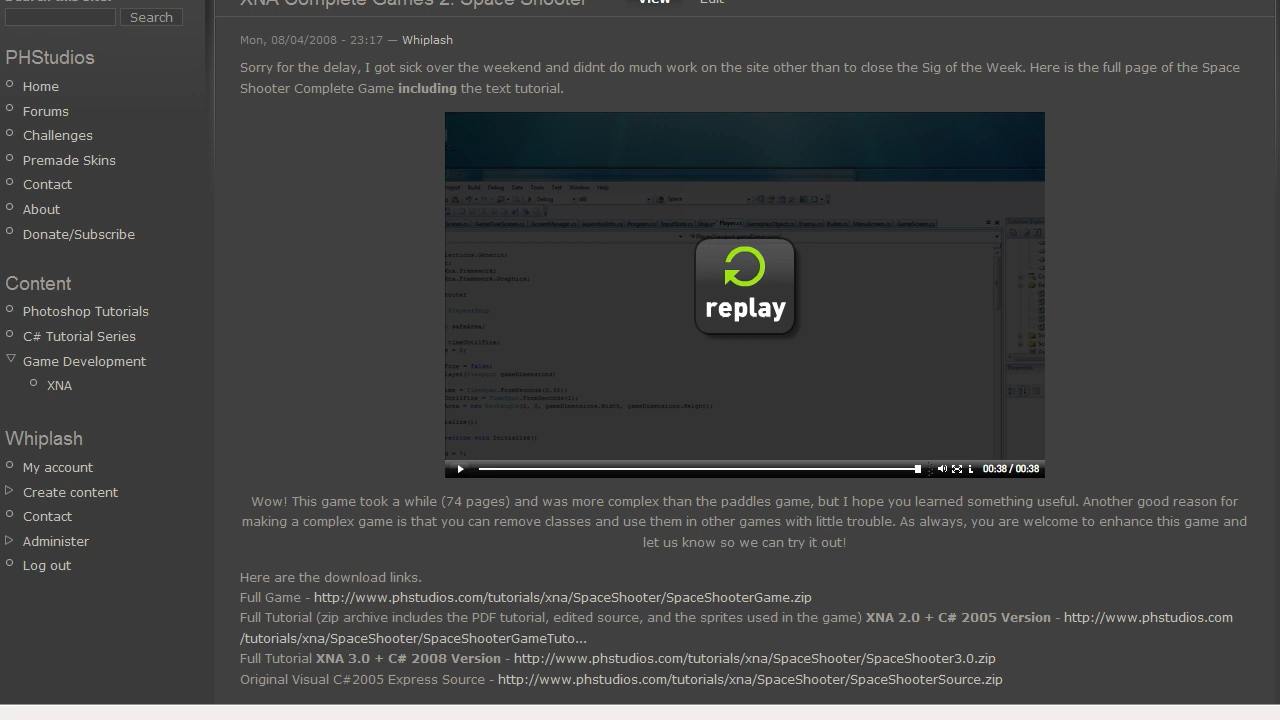 XNA Complete Games 2: Space Shooter View Edit
Search
PHStudios
Home
Forums
Challenges
Premade Skins
Contact
About
Donate/Subscribe
Content
Photoshop Tutorials
C# Tutorial Series
Game Development
XNA
Whiplash
My account
Create content
Contact
Administer
Log out
Mon, 08/04/2008 - 23:17 — Whiplash
Sorry for the delay, I got sick over the weekend and didnt do much work on the site other than to close the Sig of the Week. Here is the full page of the Space
Shooter Complete Game including the text tutorial.
replay
00:38 / 00:38
Wow! This game took a while (74 pages) and was more complex than the paddles game, but I hope you learned something useful. Another good reason for
making a complex game is that you can remove classes and use them in other games with little trouble. As always, you are welcome to enhance this game and
let us know so we can try it out!
Here are the download links.
Full Game - http://www.phstudios.com/tutorials/xna/SpaceShooter/SpaceShooterGame.zip
Full Tutorial (zip archive includes the PDF tutorial, edited source, and the sprites used in the game) XNA 2.0 + C# 2005 Version - http://www.phstudios.com
/tutorials/xna/SpaceShooter/SpaceShooterGameTuto...
Full Tutorial XNA 3.0 + C# 2008 Version - http://www.phstudios.com/tutorials/xna/SpaceShooter/SpaceShooter3.0.zip
Original Visual C#2005 Express Source - http://www.phstudios.com/tutorials/xna/SpaceShooter/SpaceShooterSource.zip